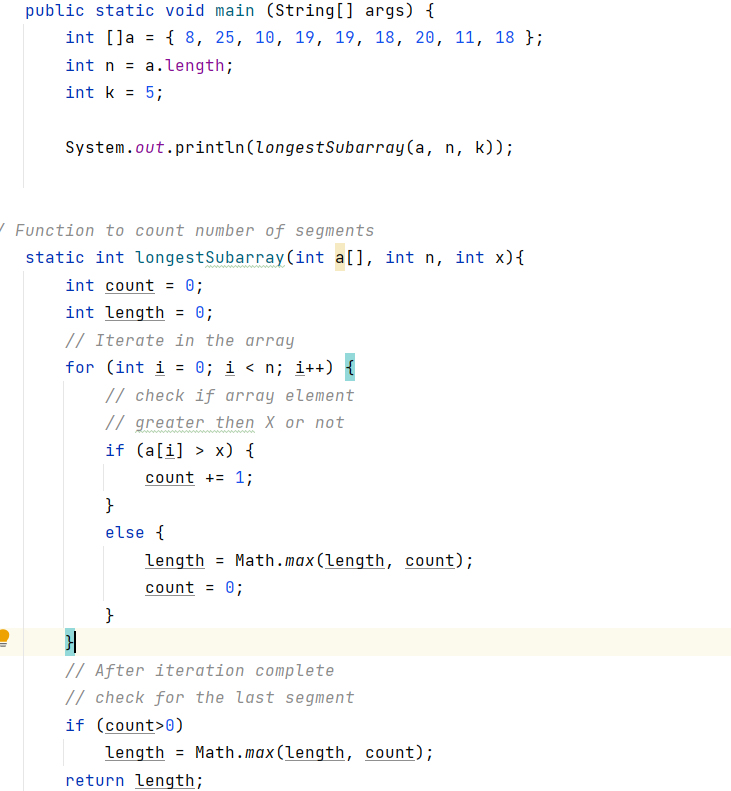 public static void main (String[] args) {
int []a = { 8, 25, 10, 19, 19, 18, 20, 11, 18 };
int n = a.length;
int k = 5;
System.out.println(longestSubarray(a, n, k));
/ Function to count number of segments
static int longestSubarray(int a[], int n, int x){
int count = 0;
int length = 0;
// Iterate in the array
for (int i = 0; i < n; i++) {
// check if array element
// greater then X or not
if (a[i] > x) {
count += 1;
}
else {
length = Math.max(length, count);
count = 0;
}
}
// After iteration complete
// check for the last segment
if (count>0)
length = Math.max(length, count);
return length;